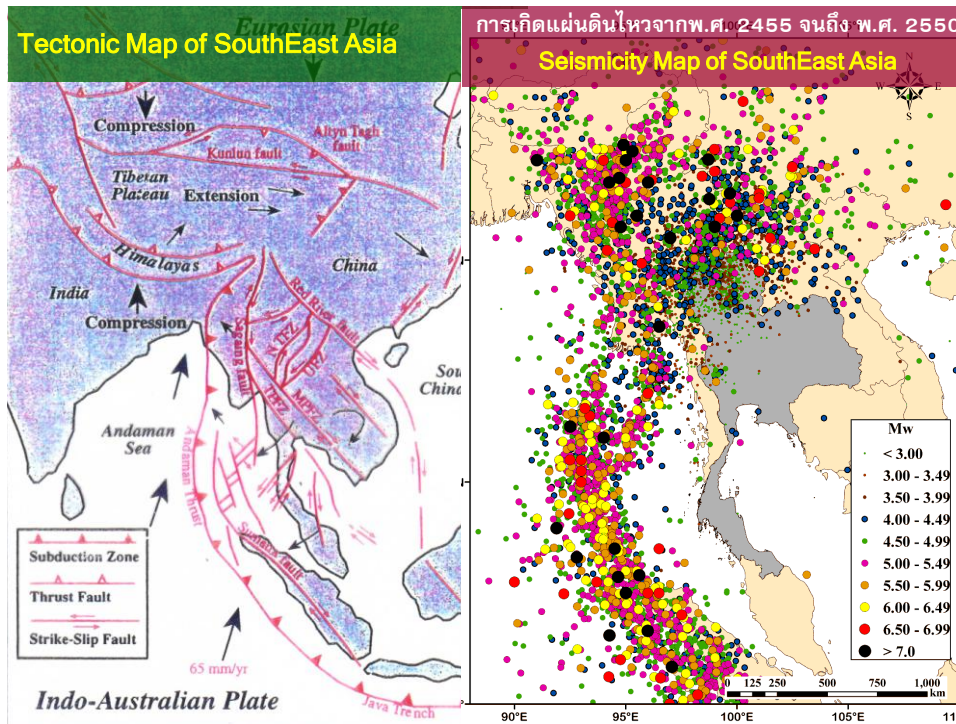 Eurasian Plate
Tectonic Map of SouthEast Asia
Compression
Altyn Tagh
fault
Kunlun fault
Tibetan
Plateau
Extension
Himalayas
China
India
Compression
Red River fault
Sagaing fault
Andaman
Sea
Andaman Thrust
Sumatra fault
Subduction Zone
Thrust Fault
Strike-Slip Fault
65 mm/yr
Indo-Australian Plate
Java Trench
การเกิดแผ่นดินไหวจากพ.ศ. 2455 จนถึง พ.ศ. 2550
Seismicity Map of SouthEast Asia
N
W
E
S
Mw
< 3.00
3.00 - 3.49
3.50 - 3.99
4.00 - 4.49
4.50 - 4.99
5.00 - 5.49
5.50 - 5.99
6.00 - 6.49
6.50 - 6.99
> 7.0
0 125 250 500 750 1,000
km
90°E 95°E 100°E 105°E